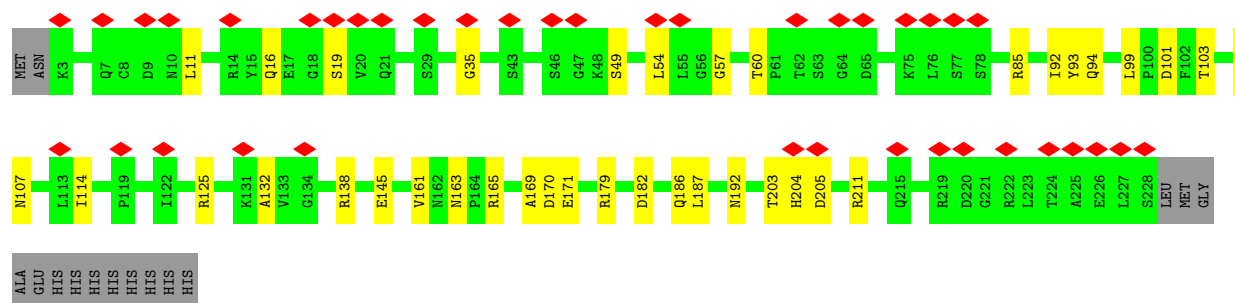 MET ASN K3 Q7 C8 D9 N10 L11 R14 Y15 Q16 E17 G18 S19 V20 Q21 S29 G35 S43 S46 G47 K48 S49 L54 L55 G56 G57 T60 P61 T62 S63 G64 D65 K75 L76 S77 S78 R85 I92 Y93 Q94 L99 P100 D101 F102 T103
N107 L113 I114 P119 I122 R125 K131 A132 V133 G134 R138 E145 V161 N162 N163 P164 R165 A169 D170 E171 R179 D182 Q186 L187 N192 T203 H204 D205 R211 Q215 R219 D220 G221 R222 L223 T224 A225 E226 L227 S228 LEU MET GLY
ALA GLU HIS HIS HIS HIS HIS HIS HIS HIS